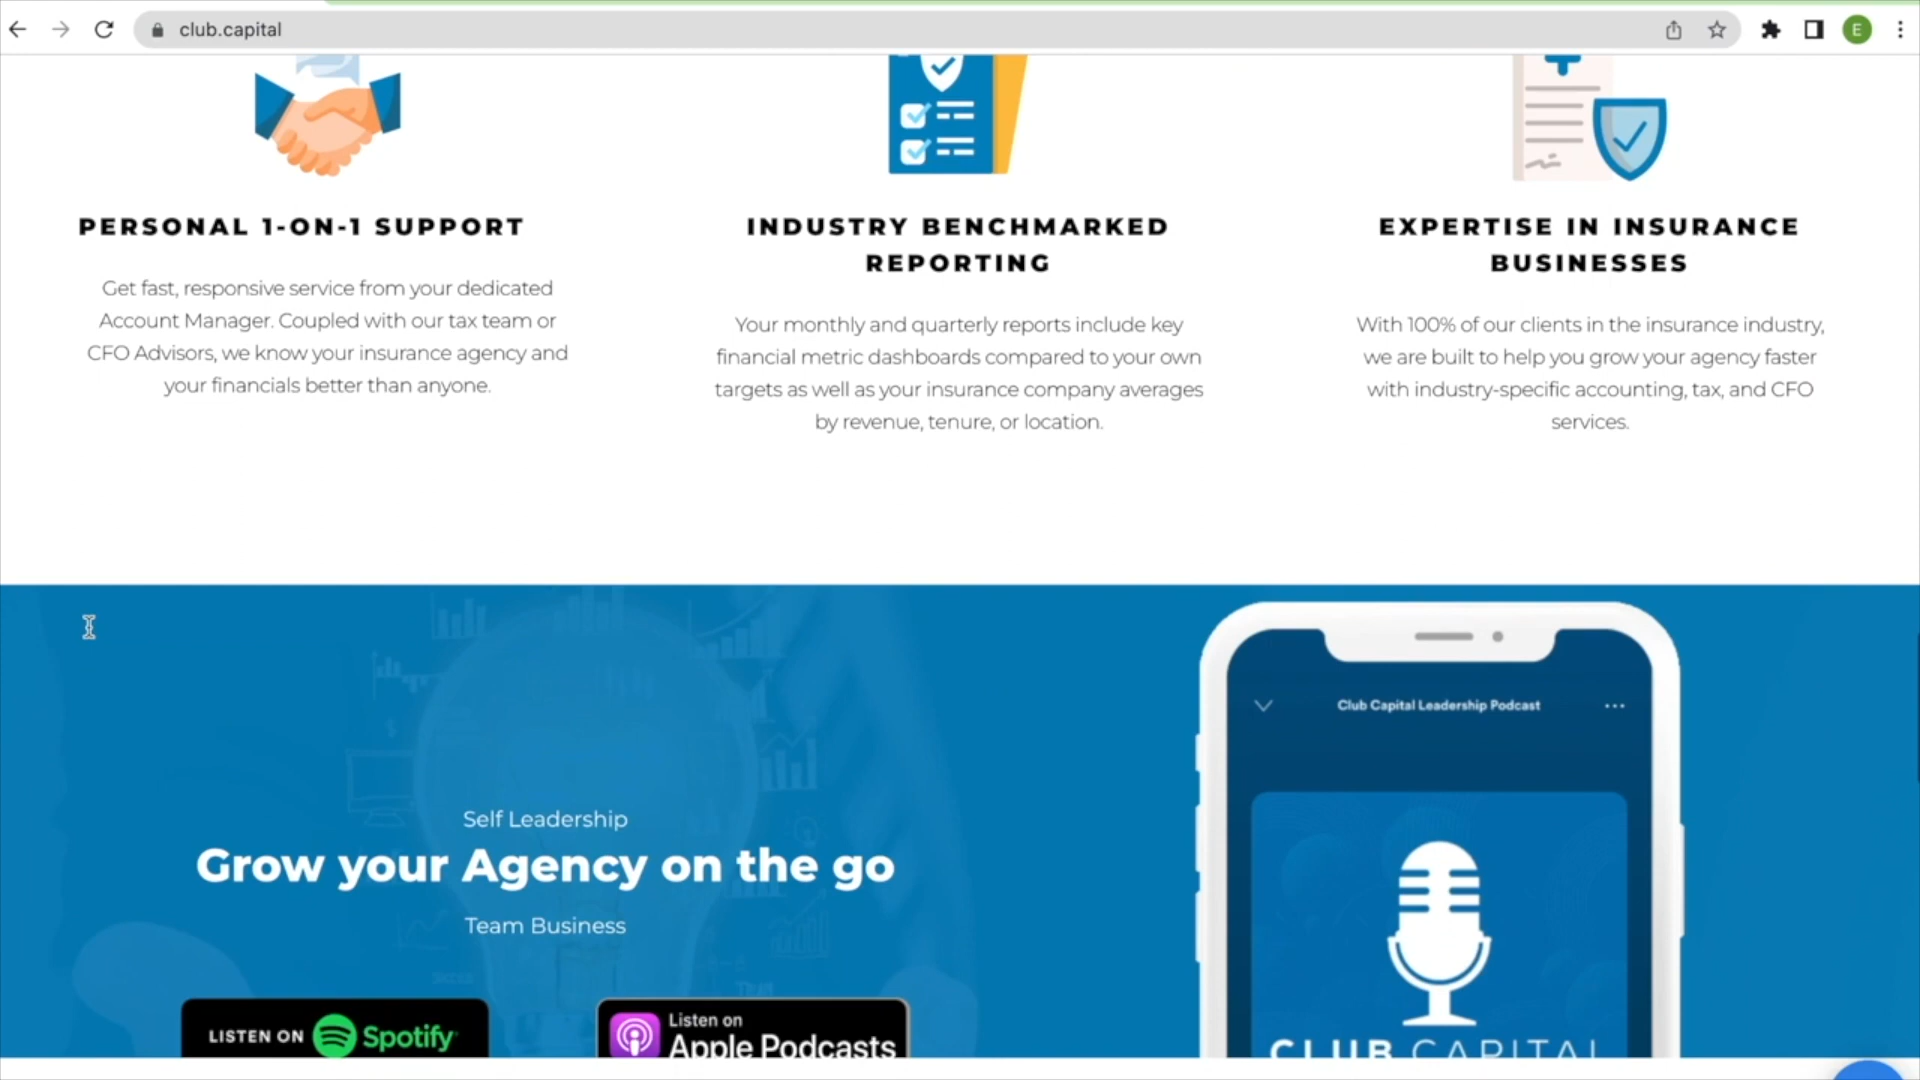 club.capital
E
PERSONAL 1-ON-1 SUPPORT
Get fast, responsive service from your dedicated
Account Manager. Coupled with our tax team or
CFO Advisors, we know your insurance agency and
your financials better than anyone.
INDUSTRY BENCHMARKED
REPORTING
Your monthly and quarterly reports include key
financial metric dashboards compared to your own
targets as well as your insurance company averages
by revenue, tenure, or location.
EXPERTISE IN INSURANCE
BUSINESSES
With 100% of our clients in the insurance industry,
we are built to help you grow your agency faster
with industry-specific accounting, tax, and CFO
services.
Self Leadership
Grow your Agency on the go
Team Business
LISTEN ON Spotify
Listen on
Apple Podcasts
Club Capital Leadership Podcast
CLUB CAPITAL